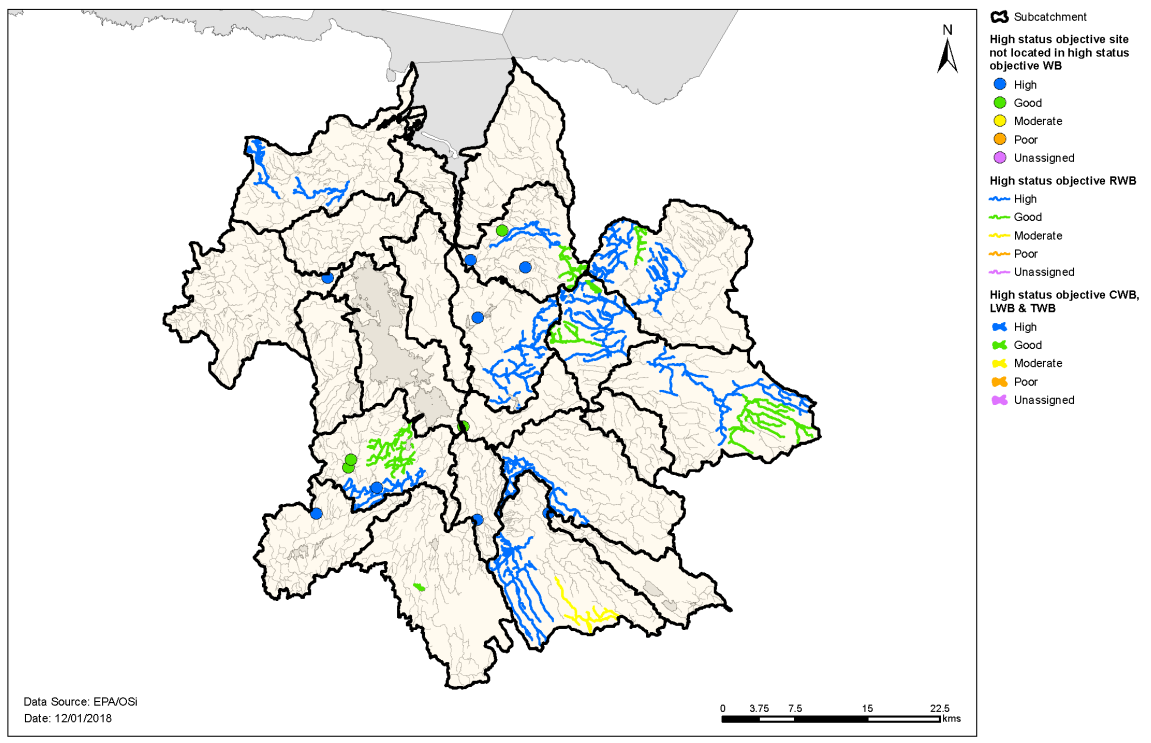 N
Subcatchment
High status objective site
not located in high status
objective WB
High
Good
Moderate
Poor
Unassigned
High status objective RWB
High
Good
Moderate
Poor
Unassigned
High status objective CWB,
LWB & TWB
High
Good
Moderate
Poor
Unassigned
Data Source: EPA/OSi
Date: 12/01/2018
0 3.75 7.5 15 22.5
kms